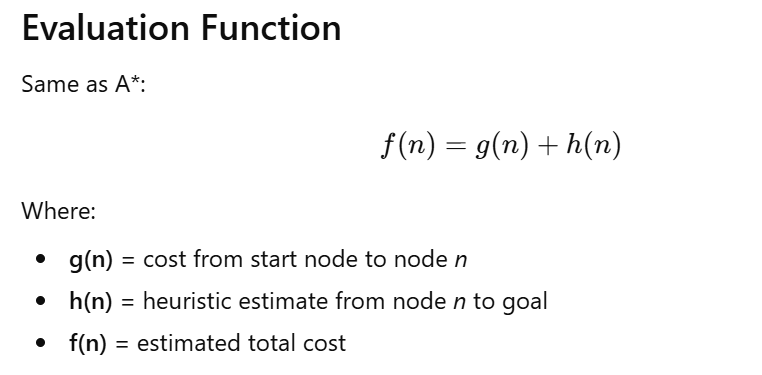 Evaluation Function
Same as A*:
f(n) = g(n) + h(n)
Where:
• g(n) = cost from start node to node n
• h(n) = heuristic estimate from node n to goal
• f(n) = estimated total cost